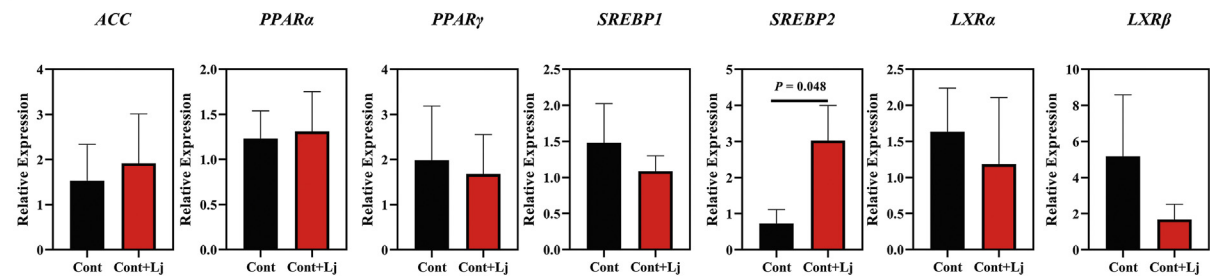 ACC
PPARα
PPARγ
SREBP1
SREBP2
LXRα
LXRβ
Relative Expression
4
3
2
1
0
Cont Cont+Lj
Relative Expression
2.0
1.5
1.0
0.5
0.0
Cont Cont+Lj
Relative Expression
4
3
2
1
0
Cont Cont+Lj
Relative Expression
2.5
2.0
1.5
1.0
0.5
0.0
Cont Cont+Lj
Relative Expression
5
4
3
2
1
0
P = 0.048
Cont Cont+Lj
Relative Expression
2.5
2.0
1.5
1.0
0.5
0.0
Cont Cont+Lj
Relative Expression
10
8
6
4
2
0
Cont Cont+Lj